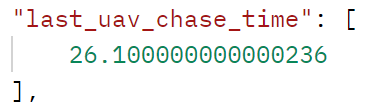 "last_uav_chase_time": [
26.100000000000236
],